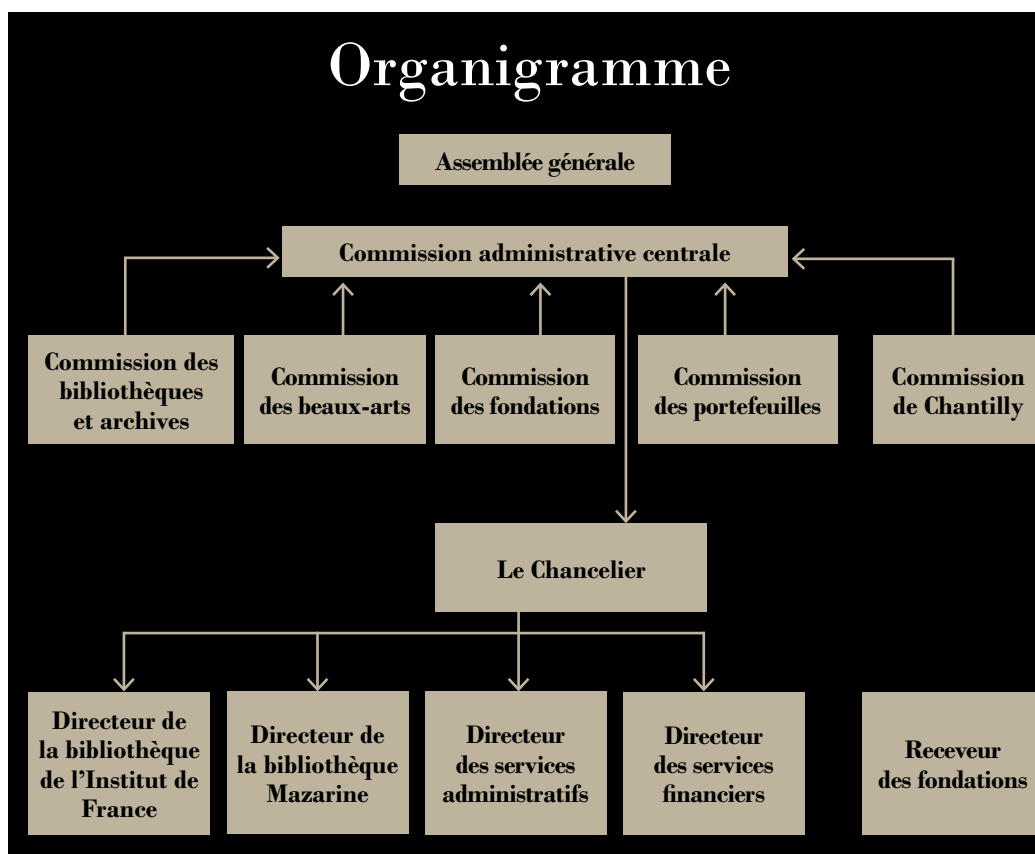 Organigramme
Assemblée générale
Commission administrative centrale
Commission des
bibliothèques
et archives
Commission
des beaux-arts
Commission
des fondations
Commission
des portefeuilles
Commission
de Chantilly
Le Chancelier
Directeur de
la bibliothèque
de l’Institut de
France
Directeur de
la bibliothèque
Mazarine
Directeur
des services
administratifs
Directeur
des services
financiers
Receveur
des fondations